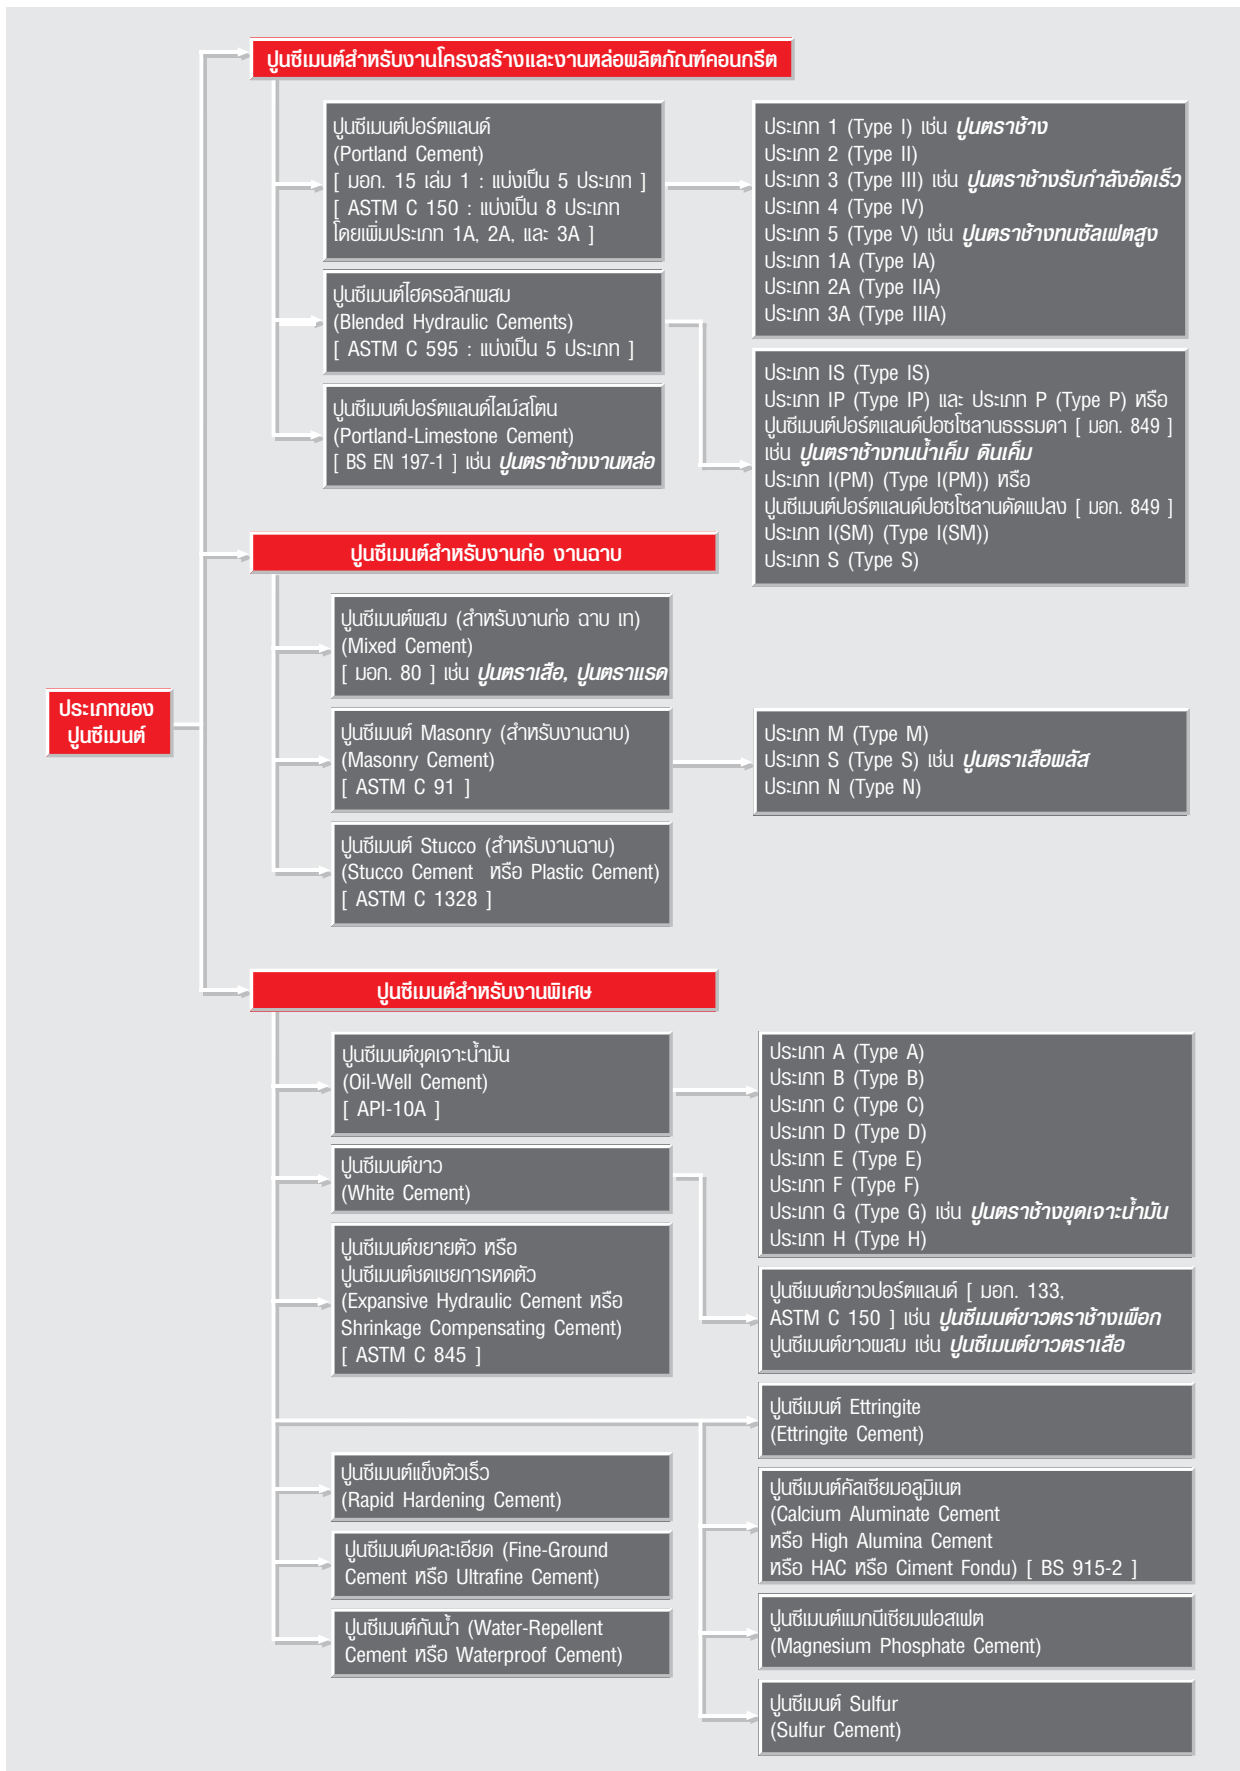 ปูนซีเมนต์สำหรับงานโครงสร้างและงานหล่อผลิตภัณฑ์คอนกรีต
ปูนซีเมนต์ปอร์ตแลนด์
(Portland Cement)
[ มอก. 15 เล่ม 1 : แบ่งเป็น 5 ประเภท ]
[ ASTM C 150 : แบ่งเป็น 8 ประเภท
โดยเพิ่มประเภท 1A, 2A, และ 3A ]
ประเภท 1 (Type I) เช่น ปูนตราช้าง
ประเภท 2 (Type II)
ประเภท 3 (Type III) เช่น ปูนตราช้างรับกำลังอัดเร็ว
ประเภท 4 (Type IV)
ประเภท 5 (Type V) เช่น ปูนตราช้างทนซัลเฟตสูง
ประเภท 1A (Type IA)
ประเภท 2A (Type IIA)
ประเภท 3A (Type IIIA)
ปูนซีเมนต์ไฮดรอลิกผสม
(Blended Hydraulic Cements)
[ ASTM C 595 : แบ่งเป็น 5 ประเภท ]
ประเภท IS (Type IS)
ประเภท IP (Type IP) และ ประเภท P (Type P) หรือ
ปูนซีเมนต์ปอร์ตแลนด์ปอซโซลานธรรมดา [ มอก. 849 ]
เช่น ปูนตราช้างทนน้ำเค็ม ดินเค็ม
ประเภท I(PM) (Type I(PM)) หรือ
ปูนซีเมนต์ปอร์ตแลนด์ปอซโซลานดัดแปลง [ มอก. 849 ]
ประเภท I(SM) (Type I(SM))
ประเภท S (Type S)
ปูนซีเมนต์ปอร์ตแลนด์ไลม์สโตน
(Portland-Limestone Cement)
[ BS EN 197-1 ] เช่น ปูนตราช้างงานหล่อ
ปูนซีเมนต์สำหรับงานก่อ งานฉาบ
ปูนซีเมนต์ผสม (สำหรับงานก่อ ฉาบ เท)
(Mixed Cement)
[ มอก. 80 ] เช่น ปูนตราเสือ, ปูนตราแรด
ประเภทของ
ปูนซีเมนต์
ปูนซีเมนต์ Masonry (สำหรับงานฉาบ)
(Masonry Cement)
[ ASTM C 91 ]
ประเภท M (Type M)
ประเภท S (Type S) เช่น ปูนตราเสือพลัส
ประเภท N (Type N)
ปูนซีเมนต์ Stucco (สำหรับงานฉาบ)
(Stucco Cement หรือ Plastic Cement)
[ ASTM C 1328 ]
ปูนซีเมนต์สำหรับงานพิเศษ
ปูนซีเมนต์ขุดเจาะน้ำมัน
(Oil-Well Cement)
[ API-10A ]
ประเภท A (Type A)
ประเภท B (Type B)
ประเภท C (Type C)
ประเภท D (Type D)
ประเภท E (Type E)
ประเภท F (Type F)
ประเภท G (Type G) เช่น ปูนตราช้างขุดเจาะน้ำมัน
ประเภท H (Type H)
ปูนซีเมนต์ขาว
(White Cement)
ปูนซีเมนต์ขาวปอร์ตแลนด์ [ มอก. 133,
ASTM C 150 ] เช่น ปูนซีเมนต์ขาวตราช้างเผือก
ปูนซีเมนต์ขาวผสม เช่น ปูนซีเมนต์ขาวตราเสือ
ปูนซีเมนต์ขยายตัว หรือ
ปูนซีเมนต์ชดเชยการหดตัว
(Expansive Hydraulic Cement หรือ
Shrinkage Compensating Cement)
[ ASTM C 845 ]
ปูนซีเมนต์ Ettringite
(Ettringite Cement)
ปูนซีเมนต์แข็งตัวเร็ว
(Rapid Hardening Cement)
ปูนซีเมนต์คัลเซียมอลูมิเนต
(Calcium Aluminate Cement
หรือ High Alumina Cement
หรือ HAC หรือ Ciment Fondu) [ BS 915-2 ]
ปูนซีเมนต์บดละเอียด (Fine-Ground
Cement หรือ Ultrafine Cement)
ปูนซีเมนต์กันน้ำ (Water-Repellent
Cement หรือ Waterproof Cement)
ปูนซีเมนต์แมกนีเซียมฟอสเฟต
(Magnesium Phosphate Cement)
ปูนซีเมนต์ Sulfur
(Sulfur Cement)